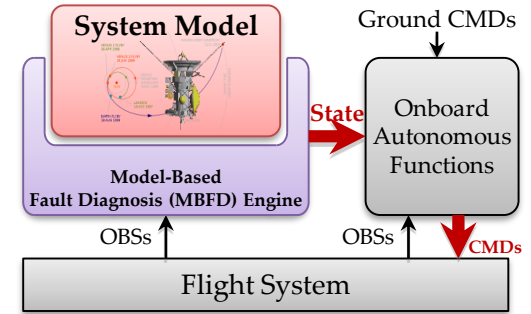 System Model
Ground CMDs
State
Onboard
Autonomous
Functions
Model-Based
Fault Diagnosis (MBFD) Engine
OBSs
OBSs
CMDs
Flight System